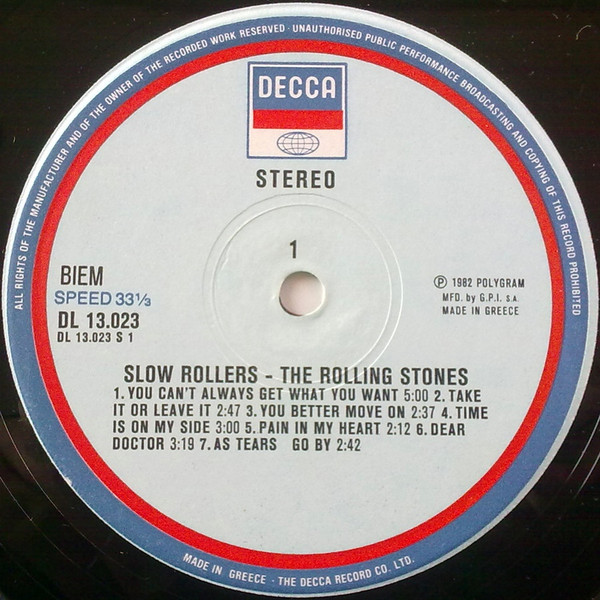 ALL RIGHTS OF THE MANUFACTURER AND OF THE OWNER OF THE RECORDED WORK RESERVED · UNAUTHORISED PUBLIC PERFORMANCE BROADCASTING AND COPYING OF THIS RECORD PROHIBITED
DECCA
STEREO
1
BIEM
SPEED 33⅓
DL 13.023
DL 13.023 S 1
℗ 1982 POLYGRAM
MFD. by G.P.I. S.A.
MADE IN GREECE
SLOW ROLLERS - THE ROLLING STONES
1. YOU CAN'T ALWAYS GET WHAT YOU WANT 5:00 2. TAKE
IT OR LEAVE IT 2:47 3. YOU BETTER MOVE ON 2:37 4. TIME
IS ON MY SIDE 3:00 5. PAIN IN MY HEART 2:12 6. DEAR
DOCTOR 3:19 7. AS TEARS GO BY 2:42
MADE IN GREECE · THE DECCA RECORD CO. LTD.